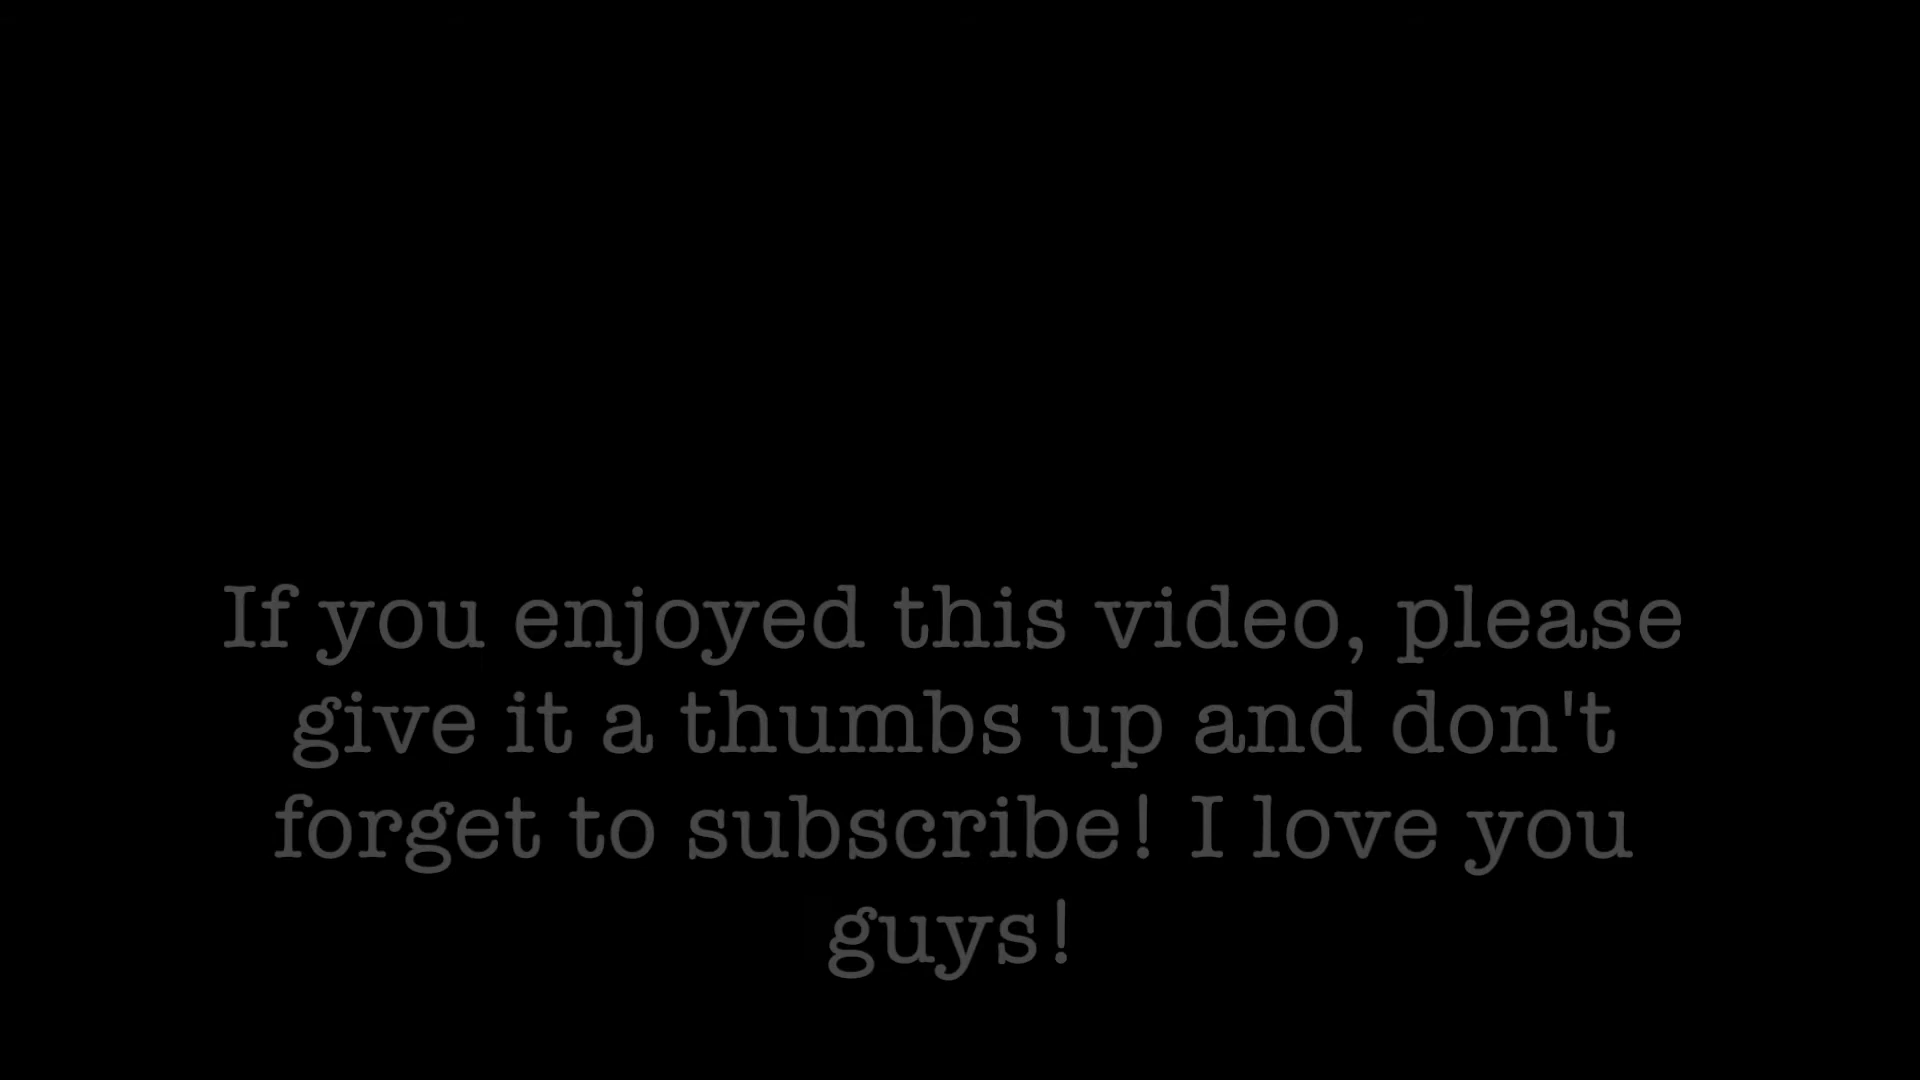 If you enjoyed this video, please
give it a thumbs up and don't
forget to subscribe! I love you
guys!